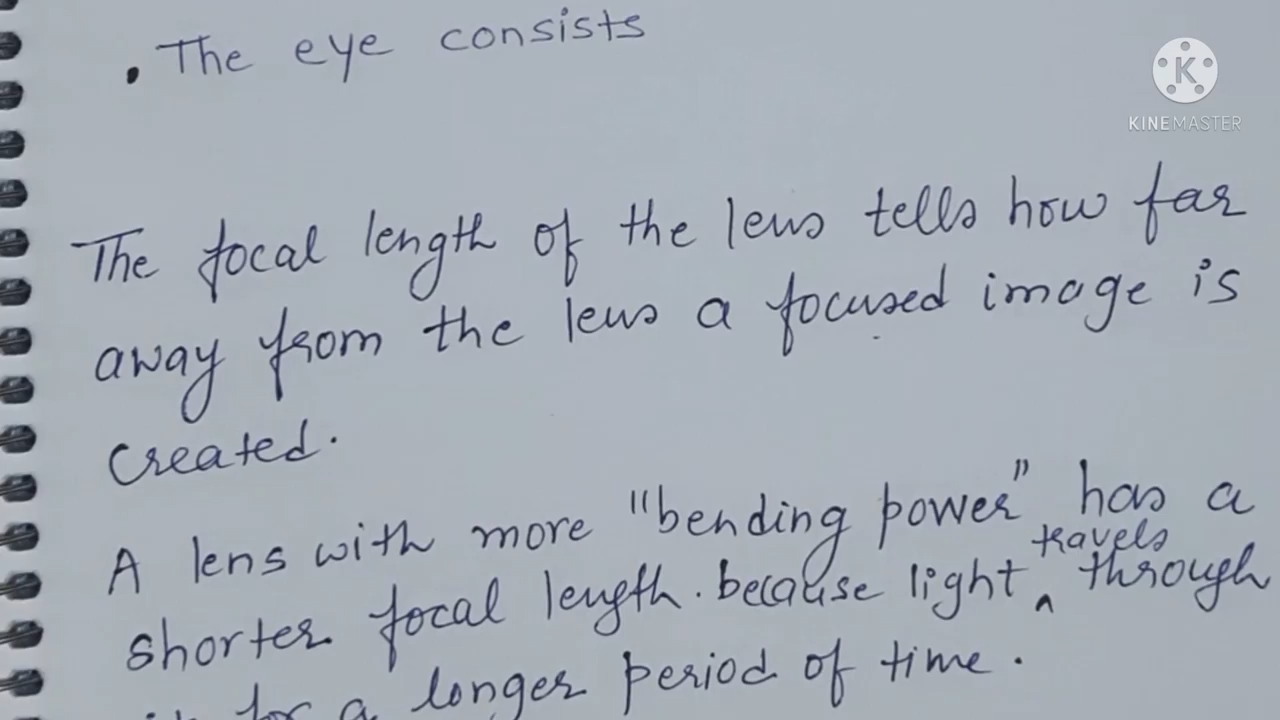 . The eye consists
K
KINEMASTER
The focal length of the lens tells how far
away from the lens a focused image is
created.
A lens with more "bending power" has a
travels
shorter focal length. because light ^ through
it for a longer period of time.